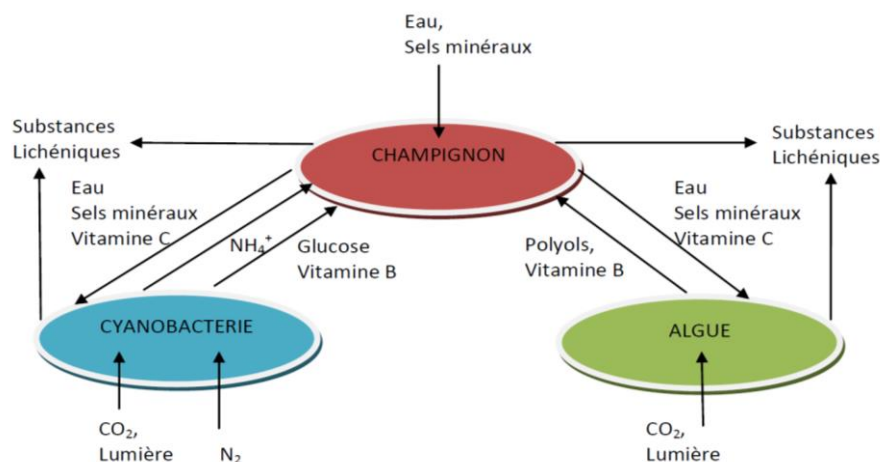 Eau,
Sels minéraux
Substances
Lichéniques
CHAMPIGNON
Substances
Lichéniques
Eau
Sels minéraux
Vitamine C
NH₄⁺
Glucose
Vitamine B
Polyols,
Vitamine B
Eau
Sels minéraux
Vitamine C
CYANOBACTERIE
ALGUE
CO₂,
Lumière
N₂
CO₂,
Lumière